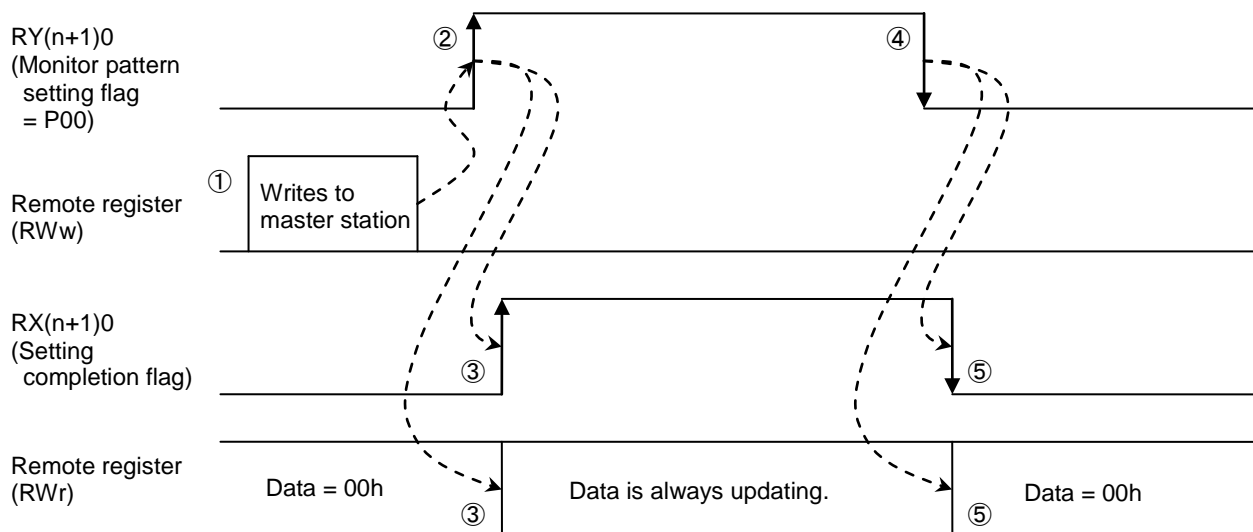 RY(n+1)0
(Monitor pattern
setting flag
= P00)
②
④
①
Writes to
master station
Remote register
(RWw)
RX(n+1)0
(Setting
completion flag)
③
⑤
Remote register
(RWr)
Data = 00h
③
Data is always updating.
⑤
Data = 00h